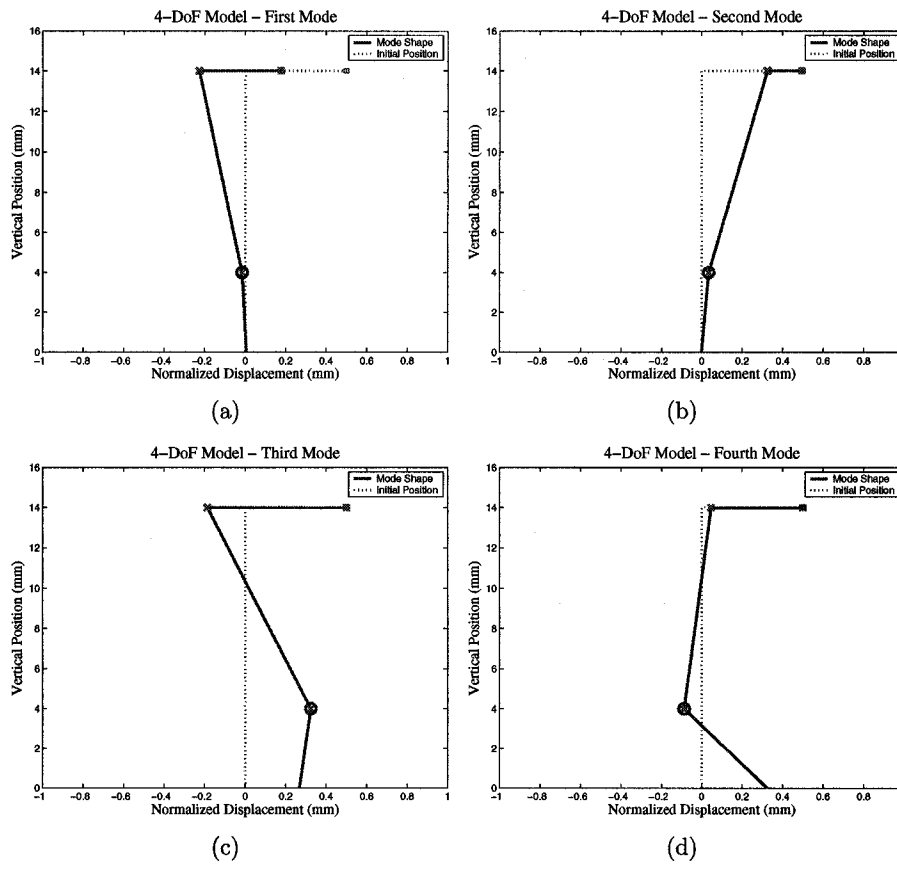 4−DoF Model − First Mode
16
14
12
10
8
6
4
2
0
Vertical Position (mm)
Mode Shape
Initial Position
−1 −0.8 −0.6 −0.4 −0.2 0 0.2 0.4 0.6 0.8 1
Normalized Displacement (mm)
(a)
4−DoF Model − Second Mode
16
14
12
10
8
6
4
2
0
Vertical Position (mm)
Mode Shape
Initial Position
−1 −0.8 −0.6 −0.4 −0.2 0 0.2 0.4 0.6 0.8
Normalized Displacement (mm)
(b)
4−DoF Model − Third Mode
16
14
12
10
8
6
4
2
0
Vertical Position (mm)
Mode Shape
Initial Position
−1 −0.8 −0.6 −0.4 −0.2 0 0.2 0.4 0.6 0.8 1
Normalized Displacement (mm)
(c)
4−DoF Model − Fourth Mode
16
14
12
10
8
6
4
2
0
Vertical Position (mm)
Mode Shape
Initial Position
−1 −0.8 −0.6 −0.4 −0.2 0 0.2 0.4 0.6 0.8
Normalized Displacement (mm)
(d)